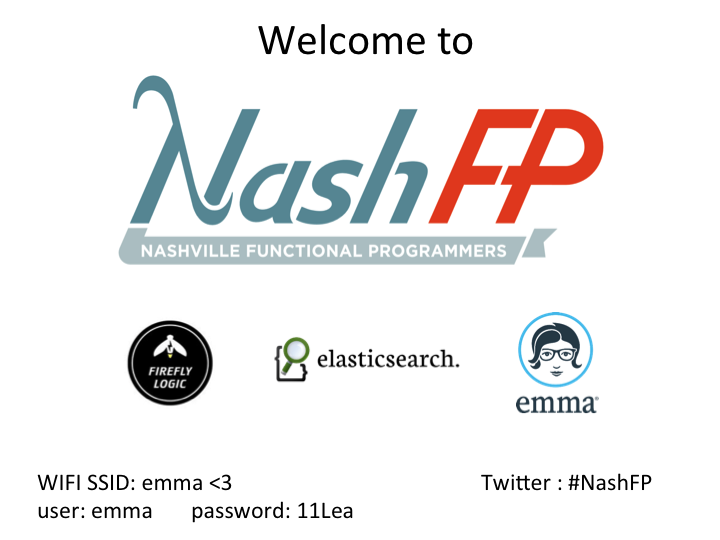 Welcome to
NashFP
NASHVILLE FUNCTIONAL PROGRAMMERS
FIREFLY
LOGIC
elasticsearch.
emma
WIFI SSID: emma <3
Twitter : #NashFP
user: emma password: 11Lea